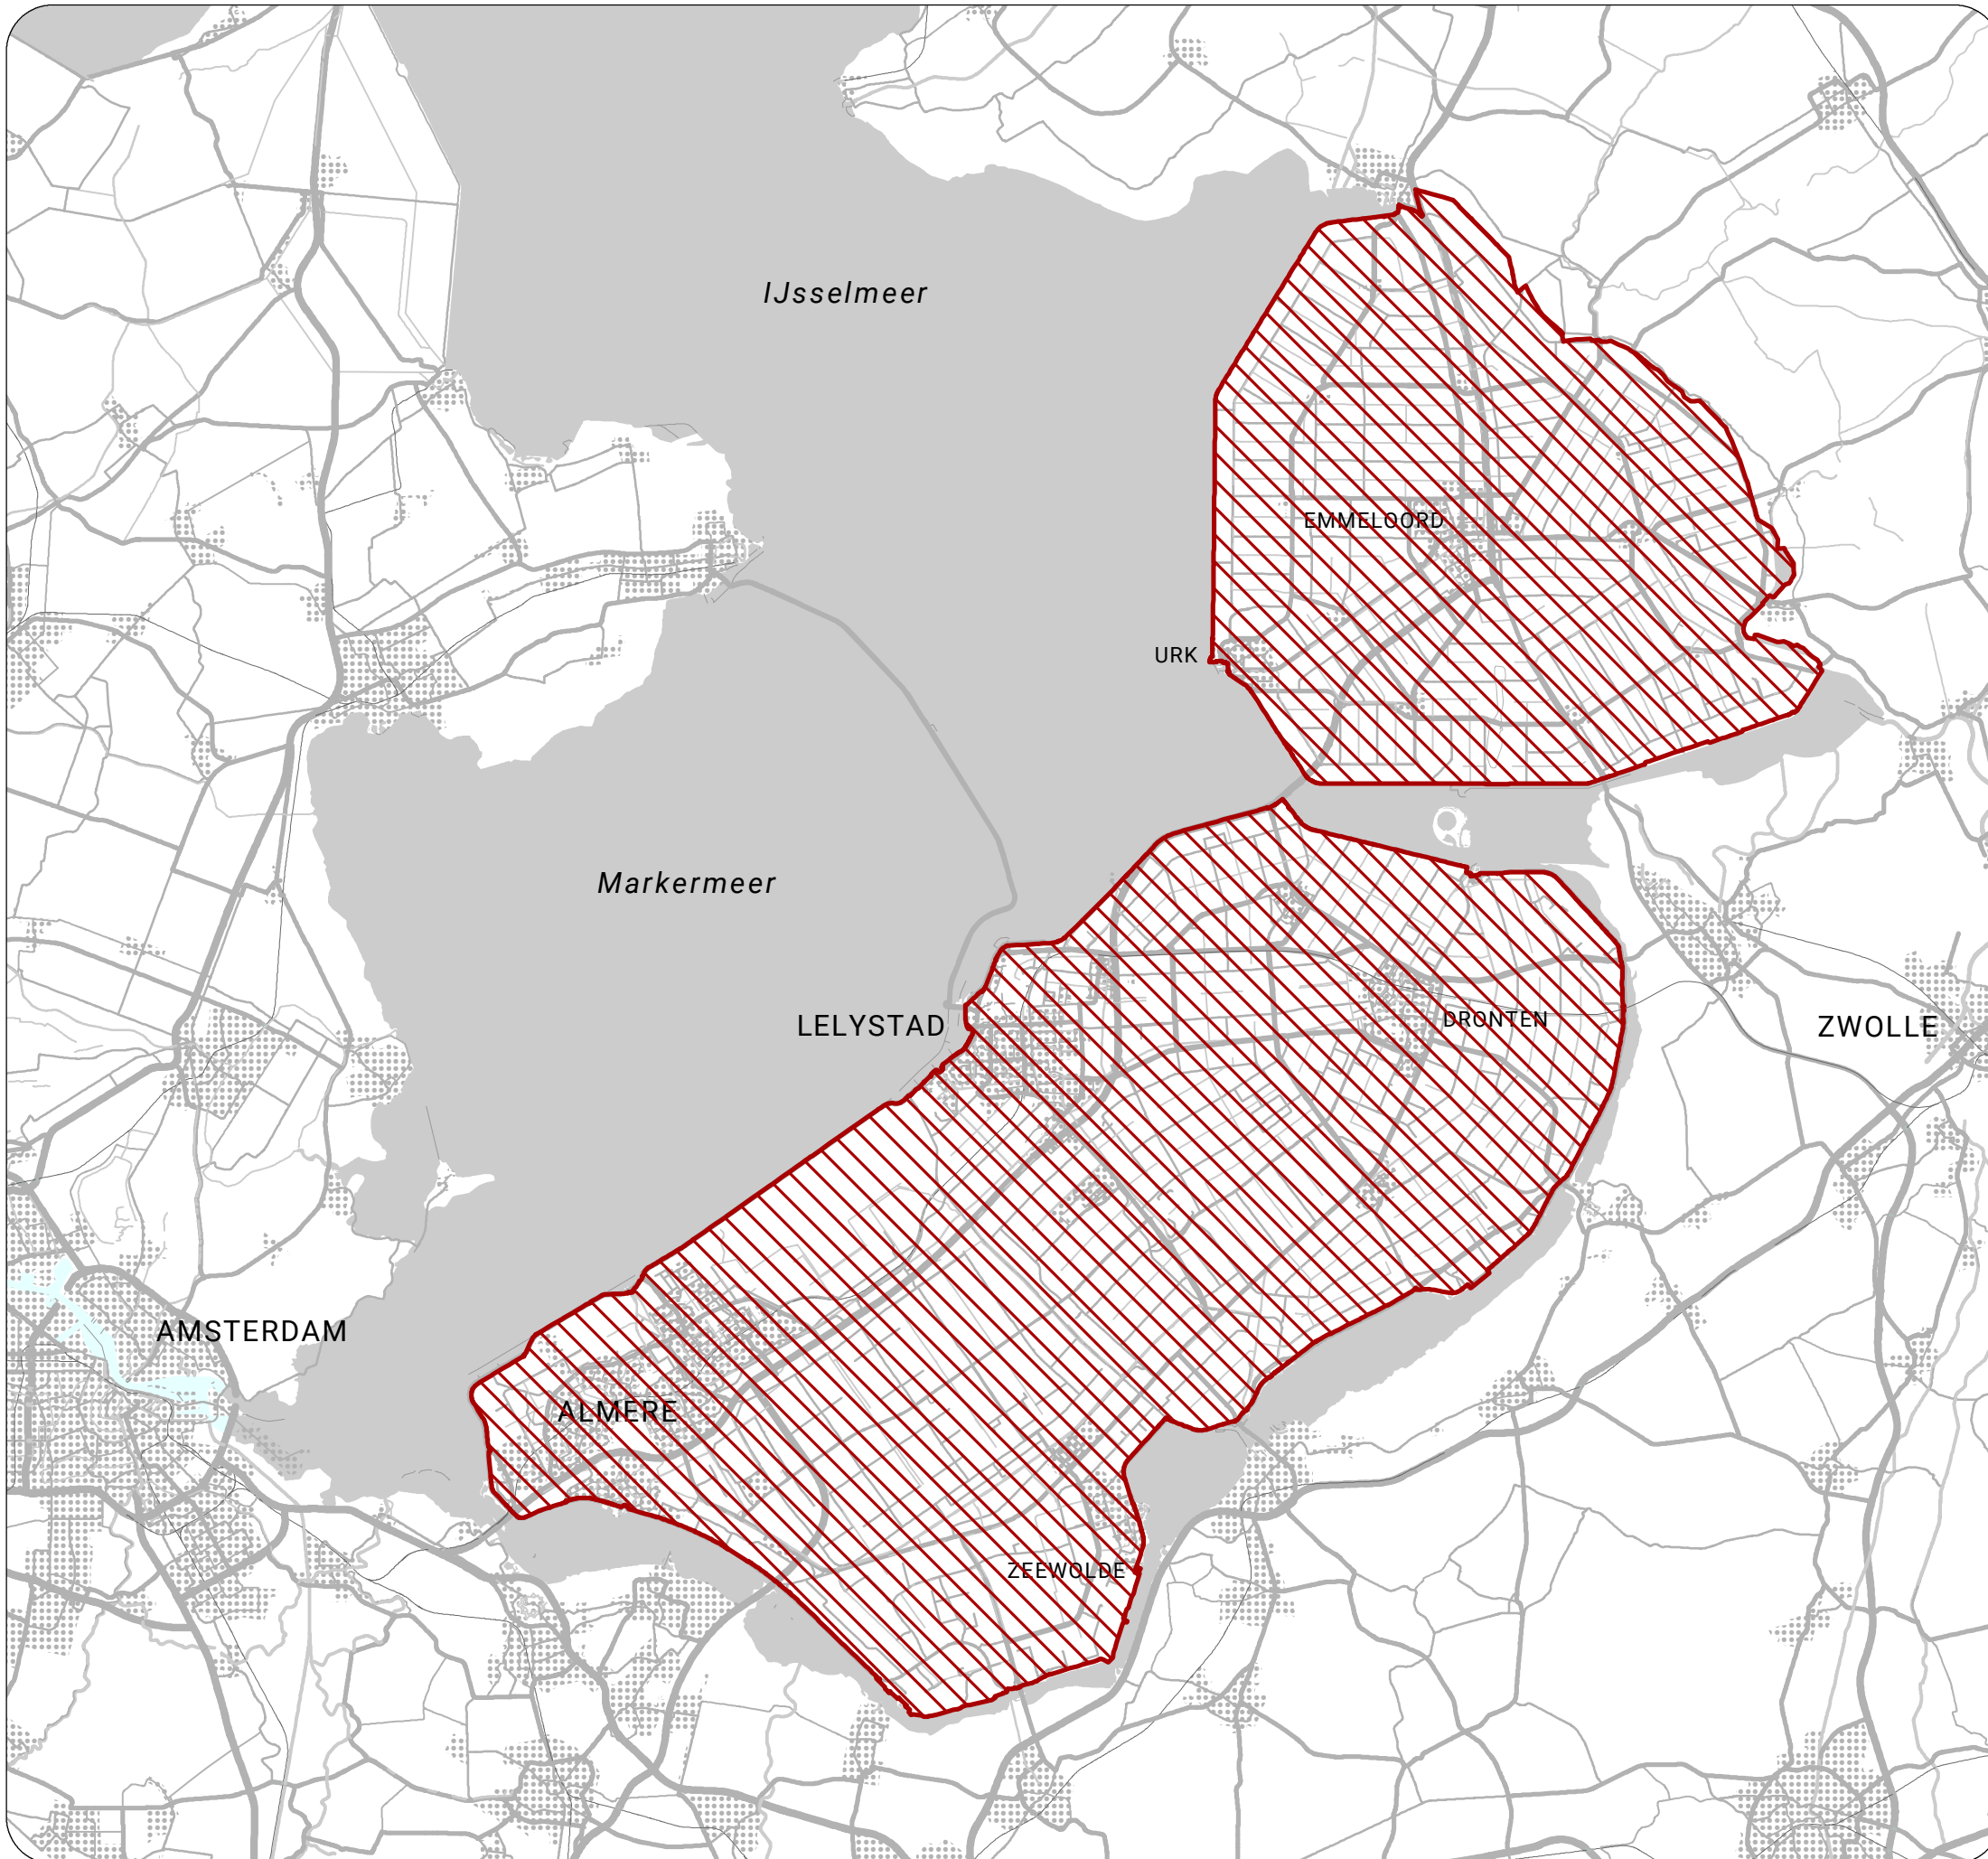 IJsselmeer
EMMELOORD
URK
Markermeer
LELYSTAD
DRONTEN
ZWOLLE
AMSTERDAM
ALMERE
ZEEWOLDE